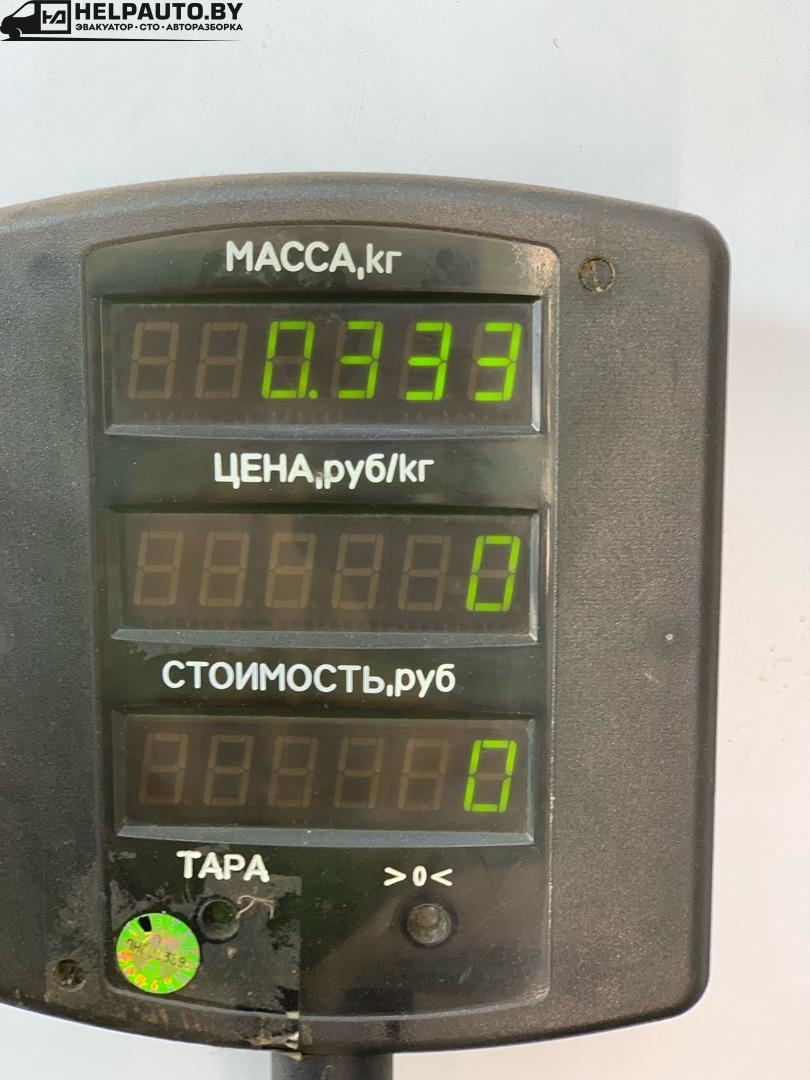 HELPAUTO.BY
ЭВАКУАТОР • СТО • АВТОРАЗБОРКА
МАССА,кг
0.333
ЦЕНА,руб/кг
0
СТОИМОСТЬ,руб
0
ТАРА >0<